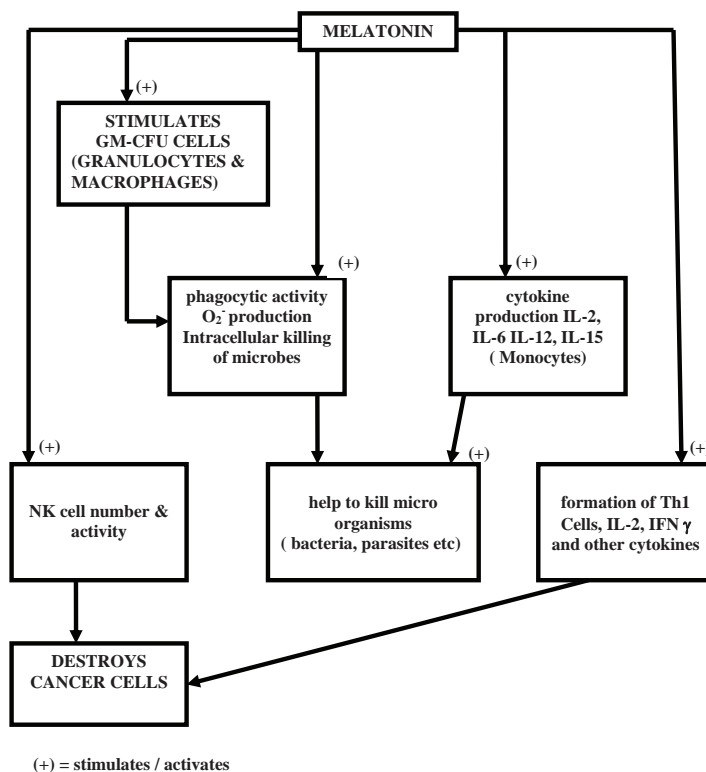 MELATONIN
(+)
STIMULATES
GM-CFU CELLS
(GRANULOCYTES &
MACROPHAGES)
(+)
phagocytic activity
O₂⁻ production
Intracellular killing
of microbes
(+)
cytokine
production IL-2,
IL-6 IL-12, IL-15
( Monocytes)
(+)
NK cell number &
activity
(+)
help to kill micro
organisms
( bacteria, parasites etc)
(+)
formation of Th1
Cells, IL-2, IFN γ
and other cytokines
DESTROYS
CANCER CELLS
(+) = stimulates / activates